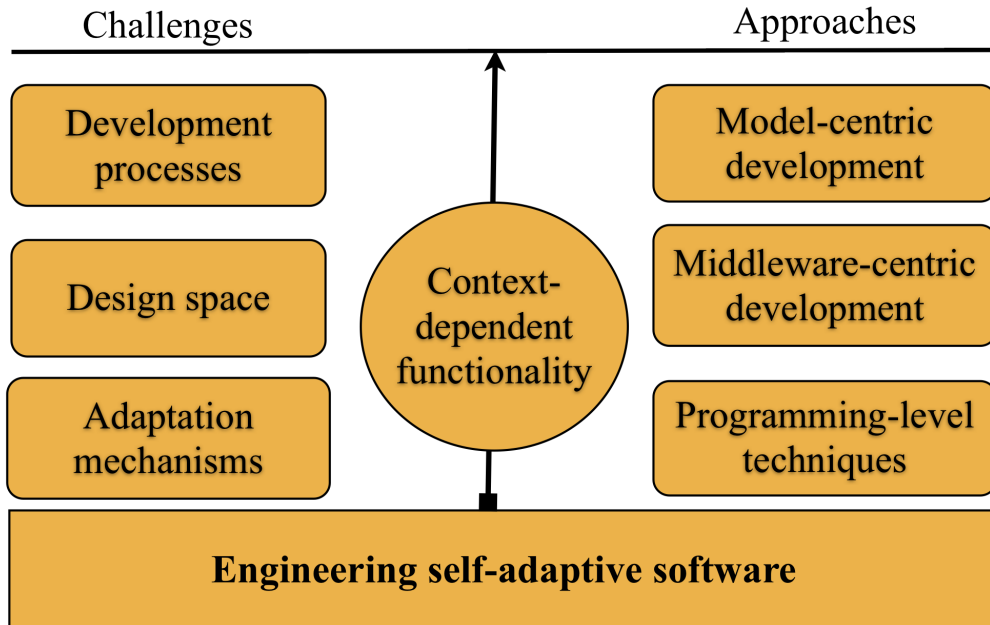 Challenges
Approaches
Development
processes
Design space
Adaptation
mechanisms
Context-
dependent
functionality
Model-centric
development
Middleware-centric
development
Programming-level
techniques
Engineering self-adaptive software